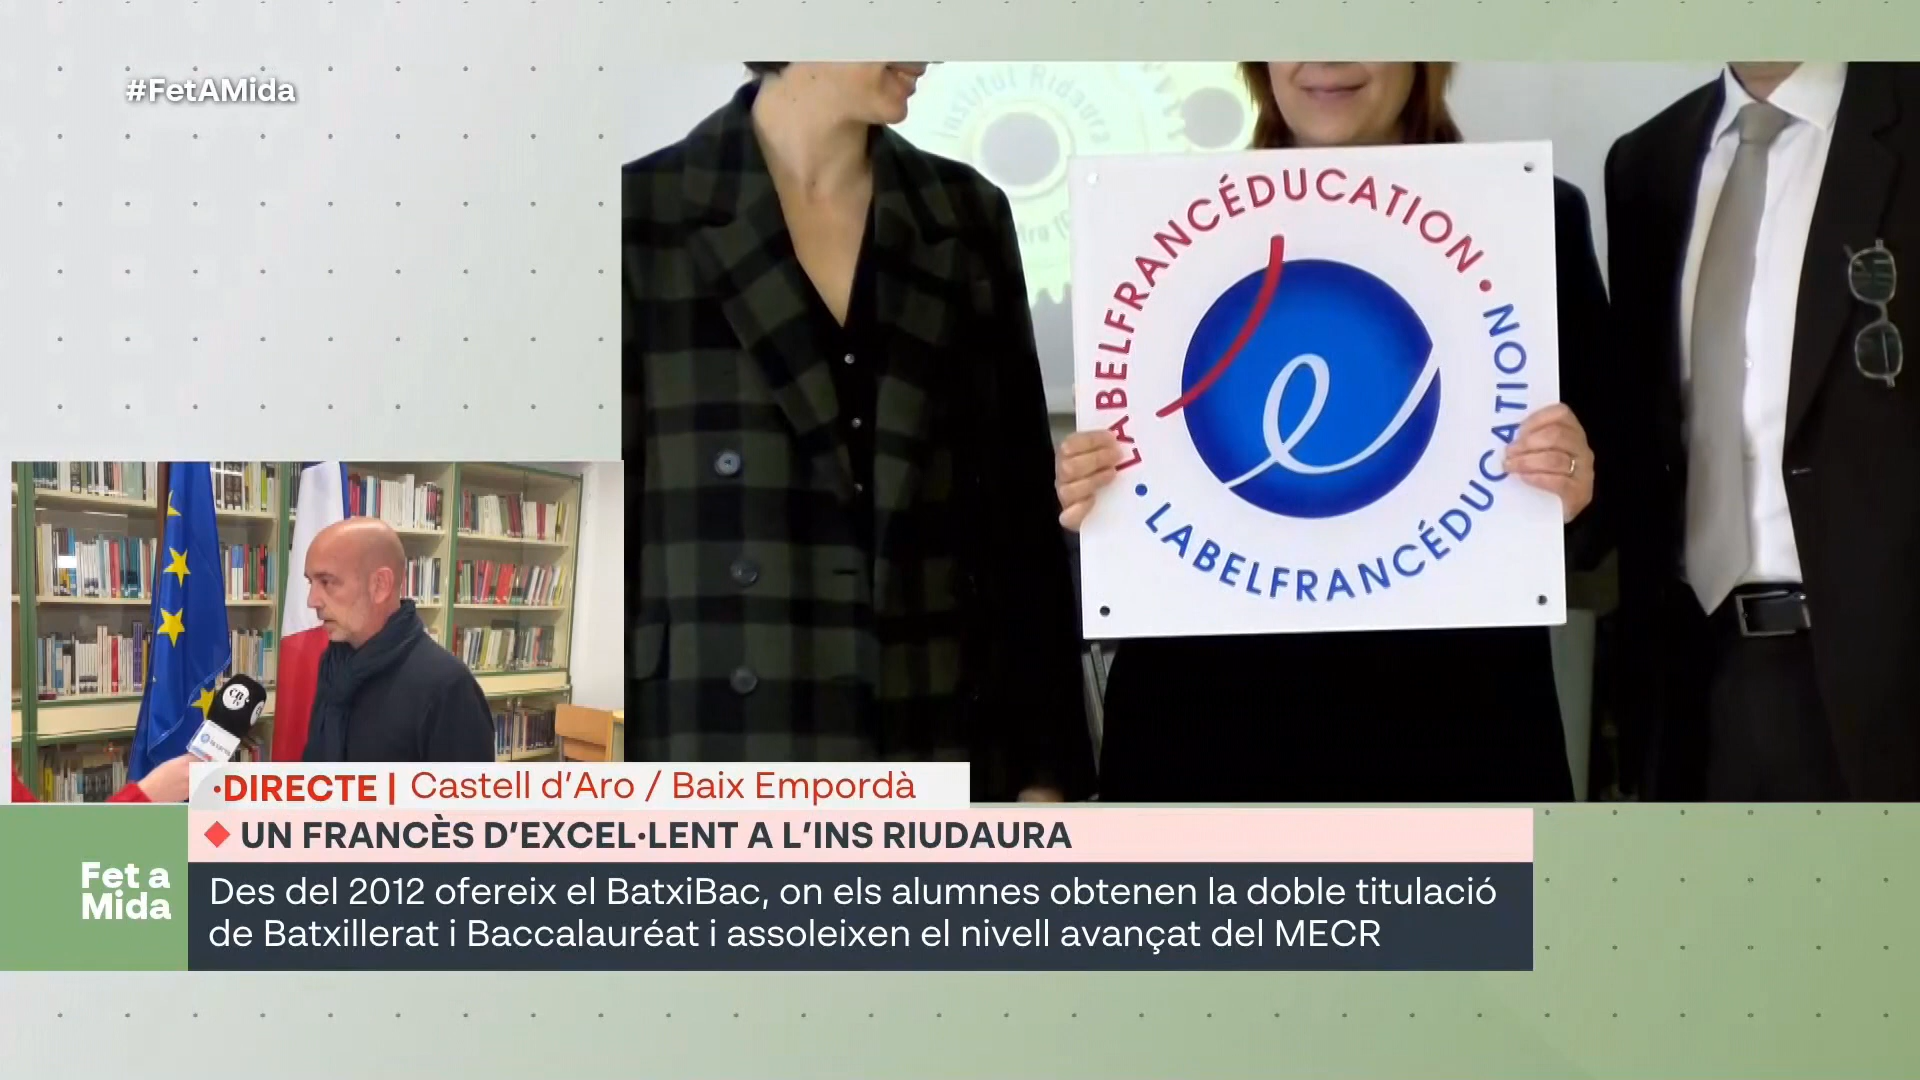 #FetAMida
Institut Ridaura
LABELFRANCÉDUCATION • LABELFRANCÉDUCATION •
·DIRECTE | Castell d’Aro / Baix Empordà
UN FRANCÈS D’EXCEL·LENT A L’INS RIUDAURA
Fet a
Mida
Des del 2012 ofereix el BatxiBac, on els alumnes obtenen la doble titulació
de Batxillerat i Baccalauréat i assoleixen el nivell avançat del MECR